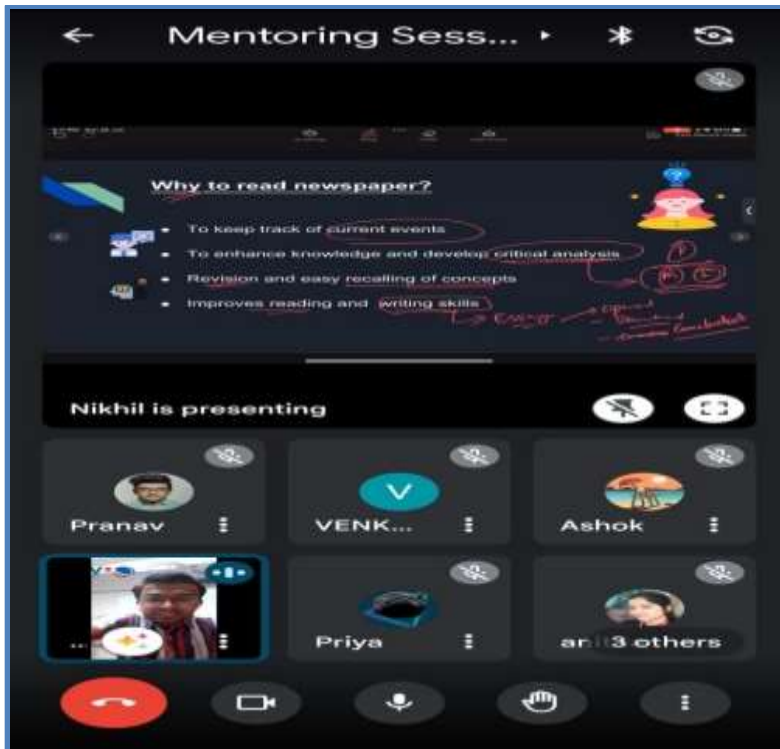 Mentoring Sess...
Why to read newspaper?
• To keep track of current events
• To enhance knowledge and develop critical analysis
• Revision and easy recalling of concepts
• Improves reading and writing skills
Essay
Nikhil is presenting
Pranav
V
VENK...
Ashok
Priya
3 others